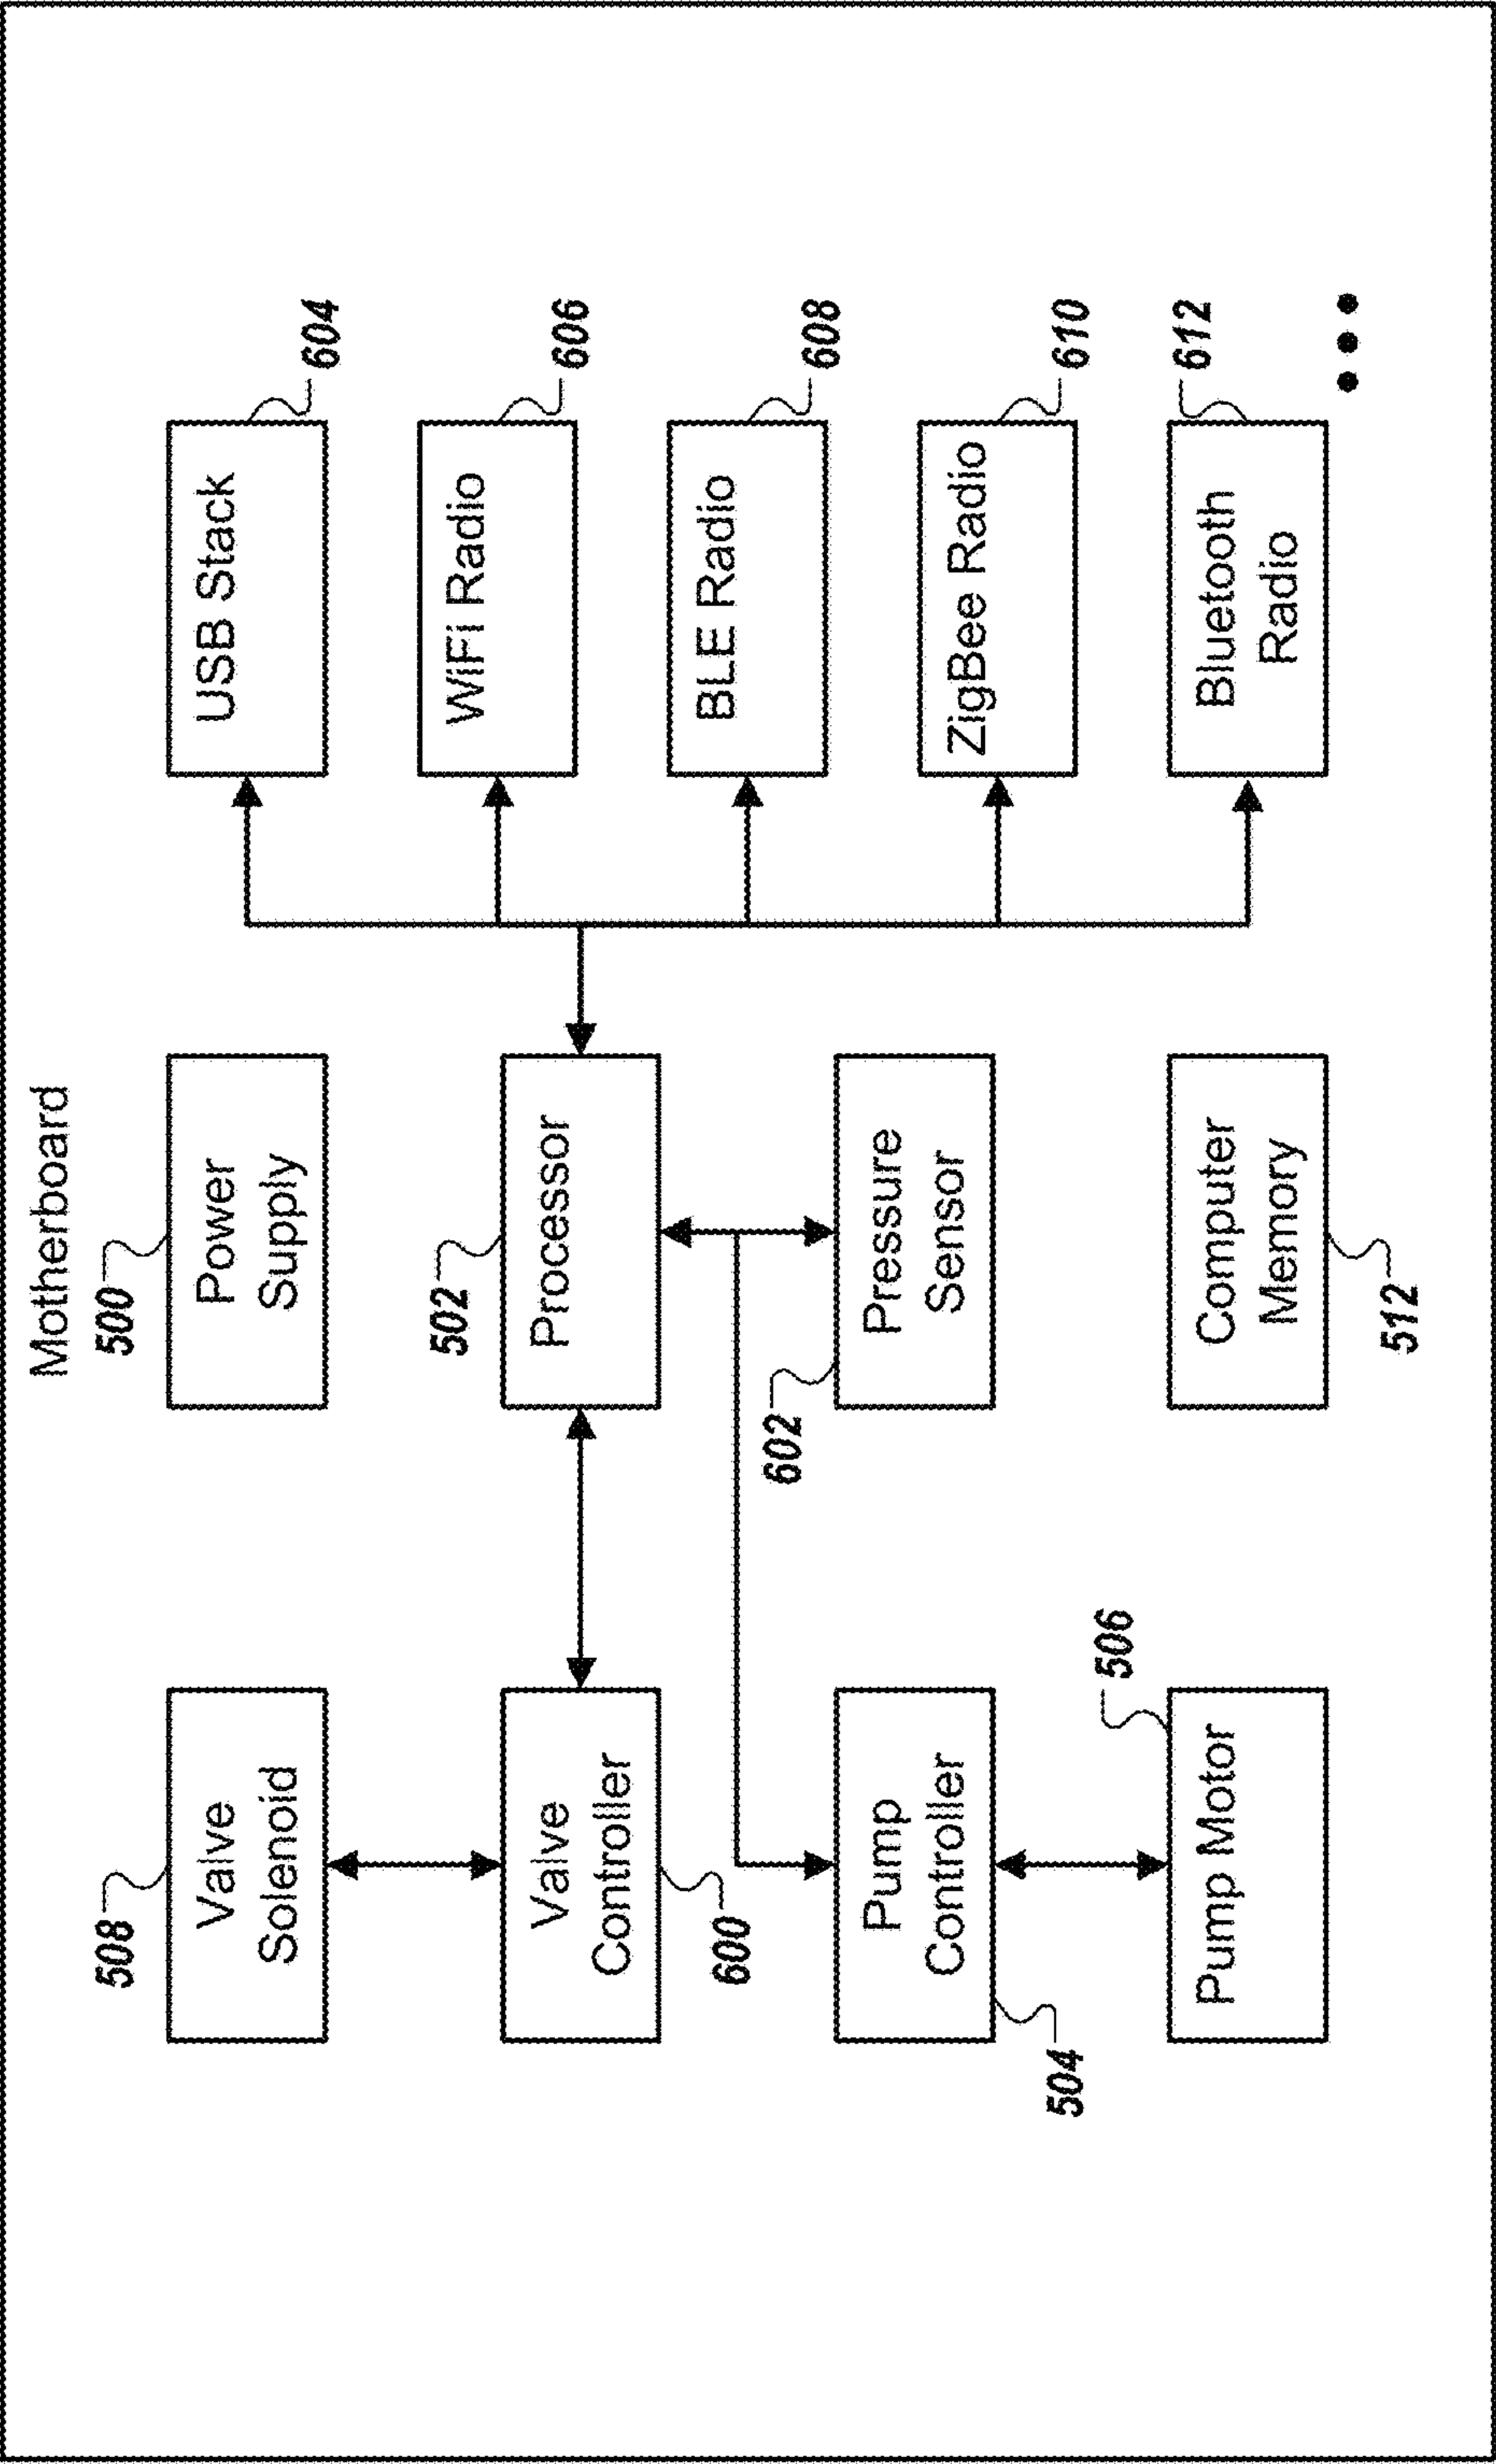 Motherboard
508
Valve
Solenoid
500
Power
Supply
USB Stack
604
Valve
Controller
600
502
Processor
WiFi Radio
606
Pump
Controller
504
602
Pressure
Sensor
BLE Radio
608
506
Pump Motor
Computer
Memory
512
ZigBee Radio
610
Bluetooth
Radio
612